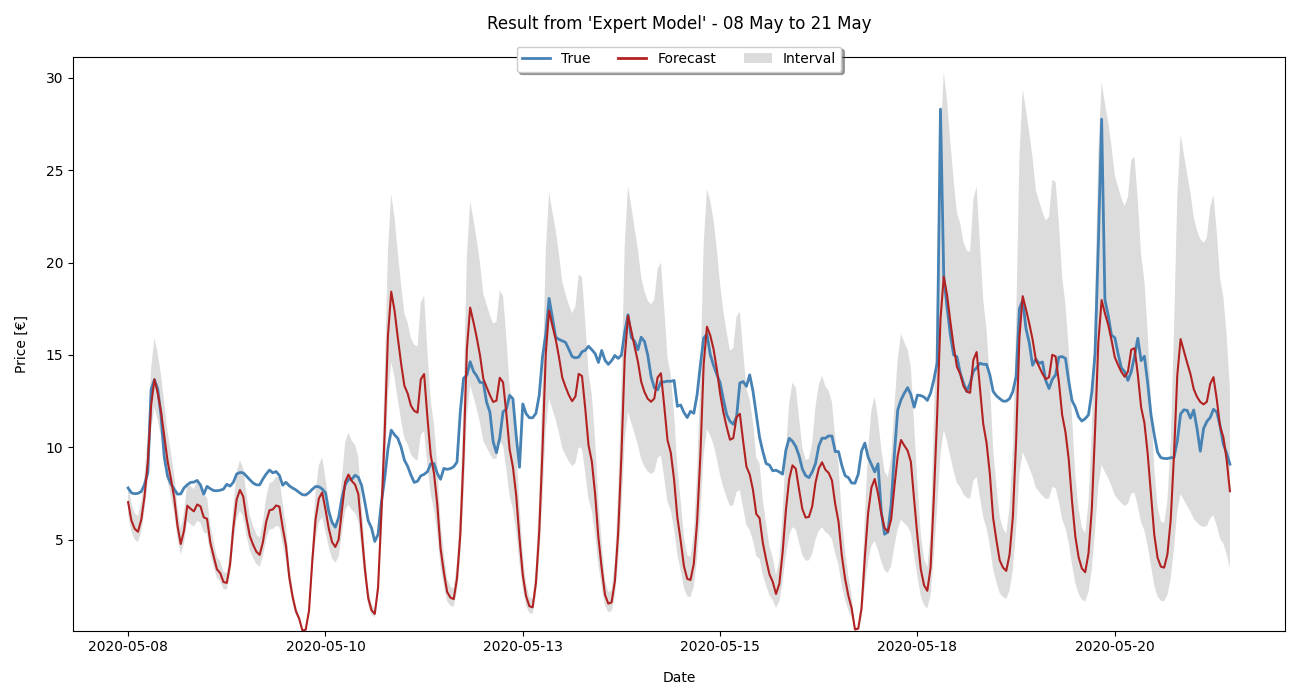 Result from 'Expert Model' - 08 May to 21 May
True Forecast Interval
30
25
20
15
10
5
Price [€]
2020-05-08 2020-05-10 2020-05-13 2020-05-15 2020-05-18 2020-05-20
Date